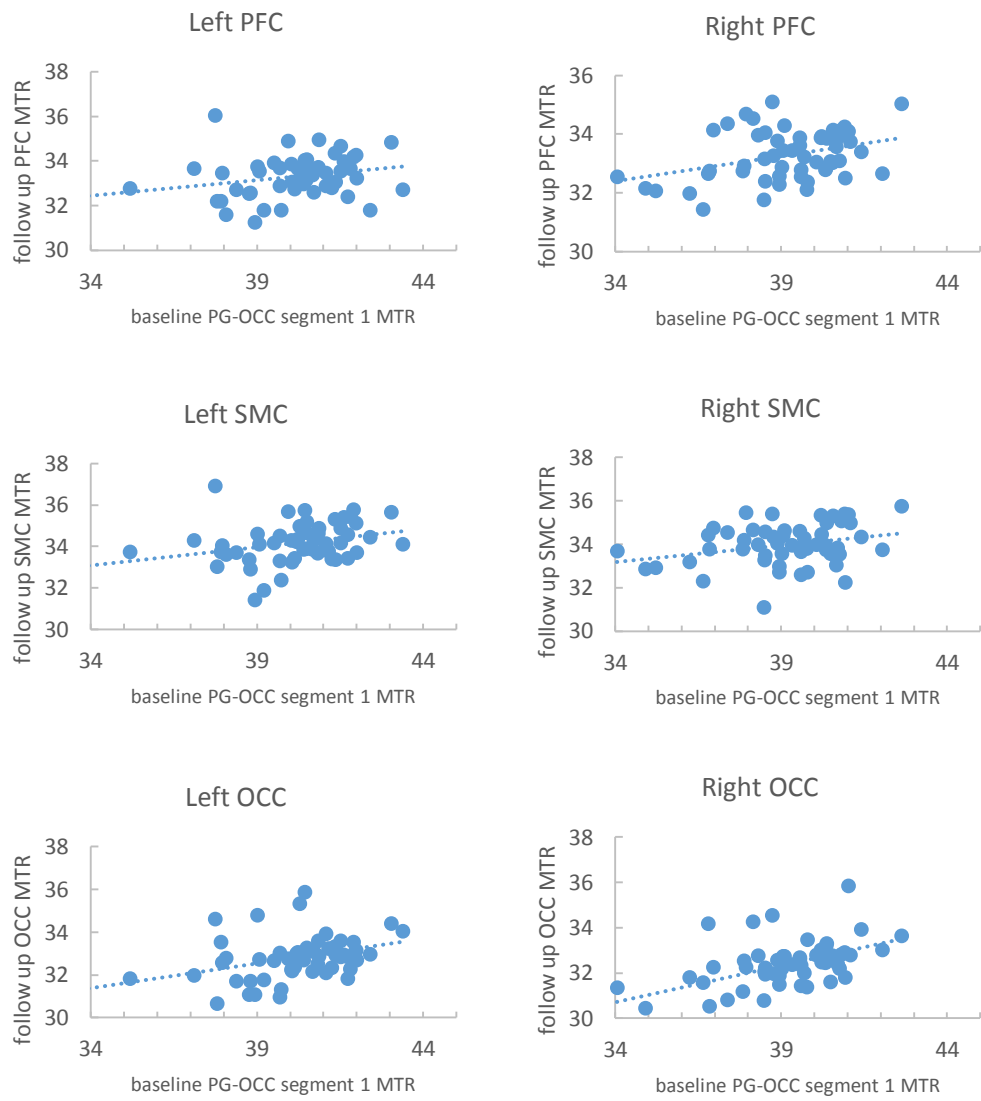 Left PFC
follow up PFC MTR
38
36
34
32
30
34
39
44
baseline PG-OCC segment 1 MTR
Right PFC
follow up PFC MTR
36
34
32
30
34
39
44
baseline PG-OCC segment 1 MTR
Left SMC
follow up SMC MTR
38
36
34
32
30
34
39
44
baseline PG-OCC segment 1 MTR
Right SMC
follow up SMC MTR
38
36
34
32
30
34
39
44
baseline PG-OCC segment 1 MTR
Left OCC
follow up OCC MTR
38
36
34
32
30
34
39
44
baseline PG-OCC segment 1 MTR
Right OCC
follow up OCC MTR
38
36
34
32
30
34
39
44
baseline PG-OCC segment 1 MTR